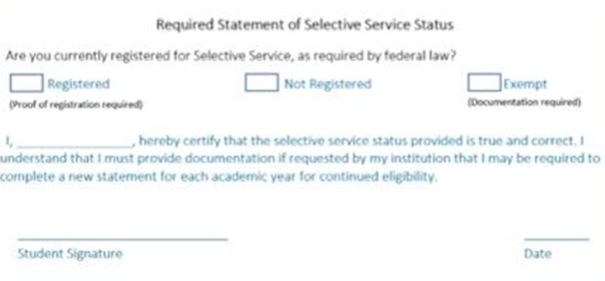 Required Statement of Selective Service Status
Are you currently registered for Selective Service, as required by federal law?
Registered Not Registered Exempt
(Proof of registration required) (Documentation required)
I, _________________, hereby certify that the selective service status provided is true and correct. I
understand that I must provide documentation if requested by my institution that I may be required to
complete a new statement for each academic year for continued eligibility.
Student Signature Date